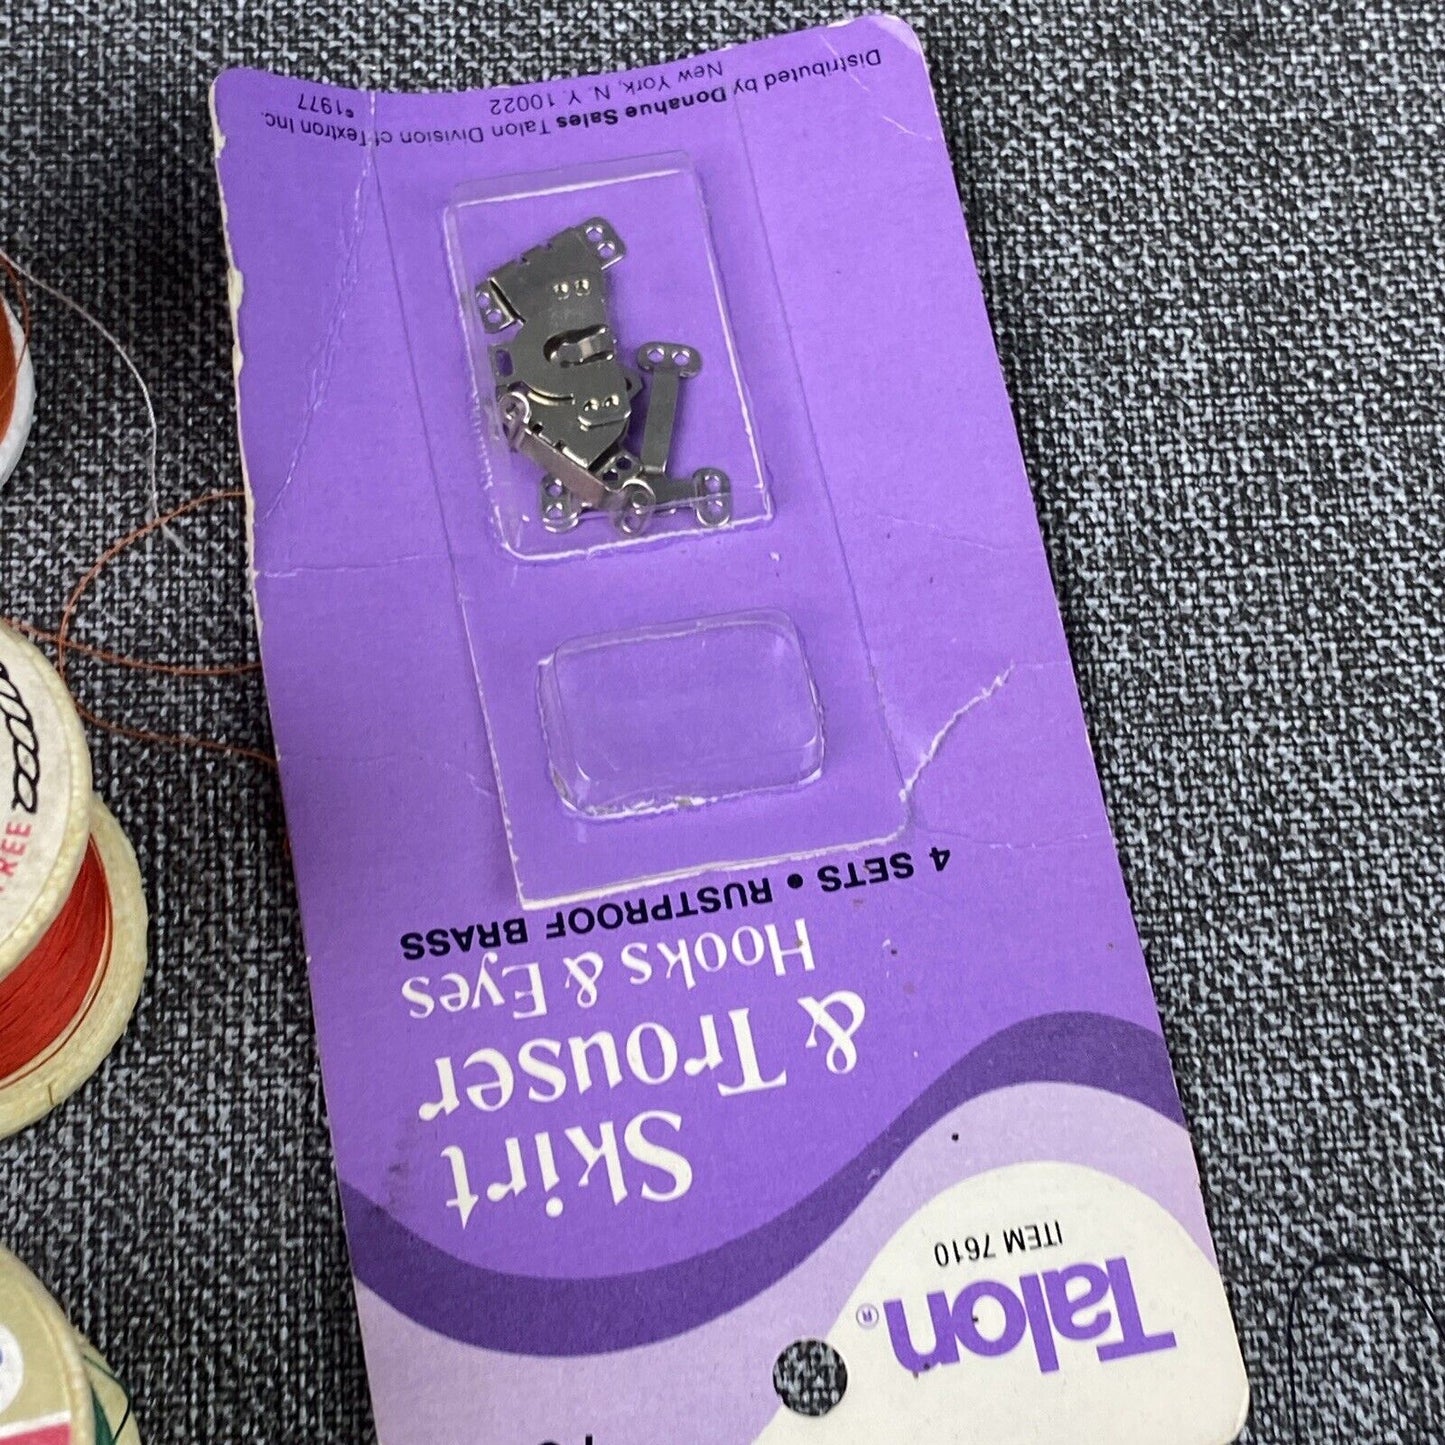 Talon®
ITEM 7610
Skirt
& Trouser
Hooks & Eyes
4 SETS • RUSTPROOF BRASS
Distributed by Donahue Sales Talon Division of Textron Inc.
New York, N. Y. 10022 ©1977
FREE